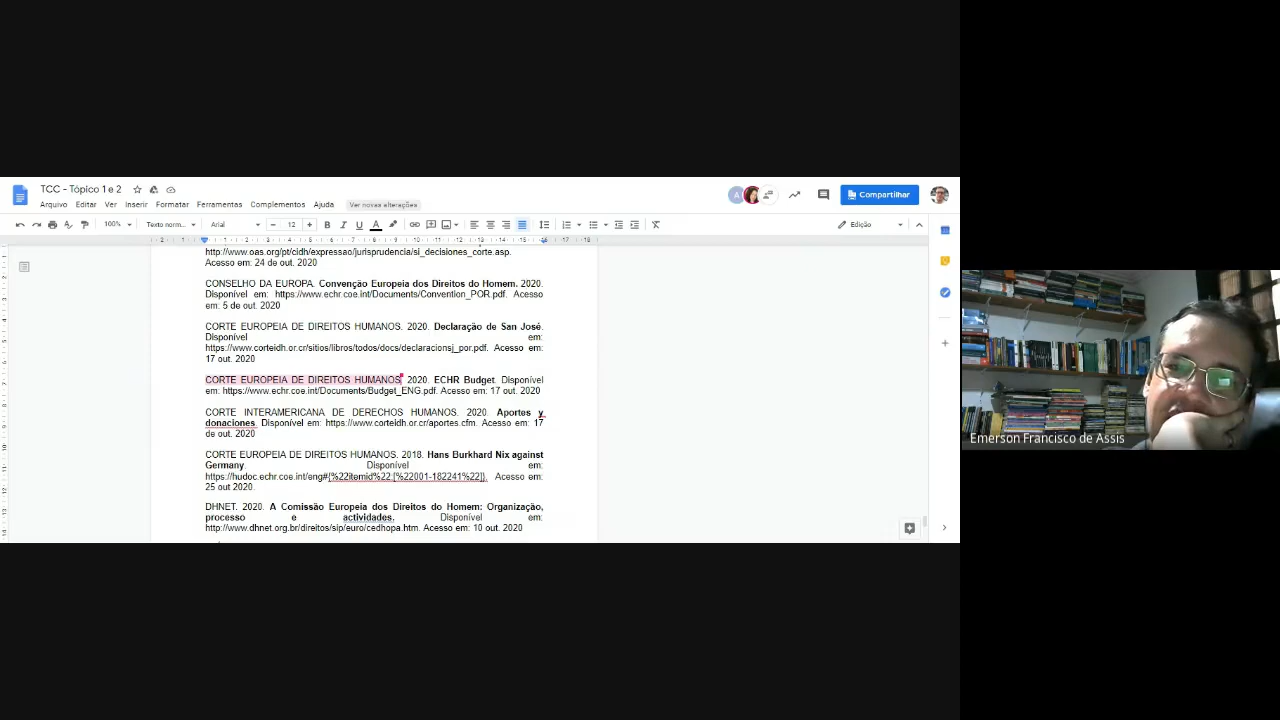 TCC - Tópico 1 e 2
Arquivo Editar Ver Inserir Formatar Ferramentas Complementos Ajuda Ver novas alterações
A
Compartilhar
100% Texto norm... Arial 12 B I U A Edição
http://www.oas.org/pt/cidh/expressao/jurisprudencia/si_decisiones_corte.asp.
Acesso em: 24 de out. 2020
CONSELHO DA EUROPA. Convenção Europeia dos Direitos do Homem. 2020.
Disponível em: https://www.echr.coe.int/Documents/Convention_POR.pdf. Acesso
em: 5 de out. 2020
CORTE EUROPEIA DE DIREITOS HUMANOS. 2020. Declaração de San José.
Disponível em:
https://www.corteidh.or.cr/sitios/libros/todos/docs/declaracionsj_por.pdf. Acesso em:
17 out. 2020
CORTE EUROPEIA DE DIREITOS HUMANOS. 2020. ECHR Budget. Disponível
em: https://www.echr.coe.int/Documents/Budget_ENG.pdf. Acesso em: 17 out. 2020
CORTE INTERAMERICANA DE DERECHOS HUMANOS. 2020. Aportes y
donaciones. Disponível em: https://www.corteidh.or.cr/aportes.cfm. Acesso em: 17
de out. 2020
CORTE EUROPEIA DE DIREITOS HUMANOS. 2018. Hans Burkhard Nix against
Germany. Disponível em:
https://hudoc.echr.coe.int/eng#{%22itemid%22:[%22001-182241%22]}. Acesso em:
25 out 2020.
DHNET. 2020. A Comissão Europeia dos Direitos do Homem: Organização,
processo e actividades. Disponível em:
http://www.dhnet.org.br/direitos/sip/euro/cedhopa.htm. Acesso em: 10 out. 2020
Emerson Francisco de Assis